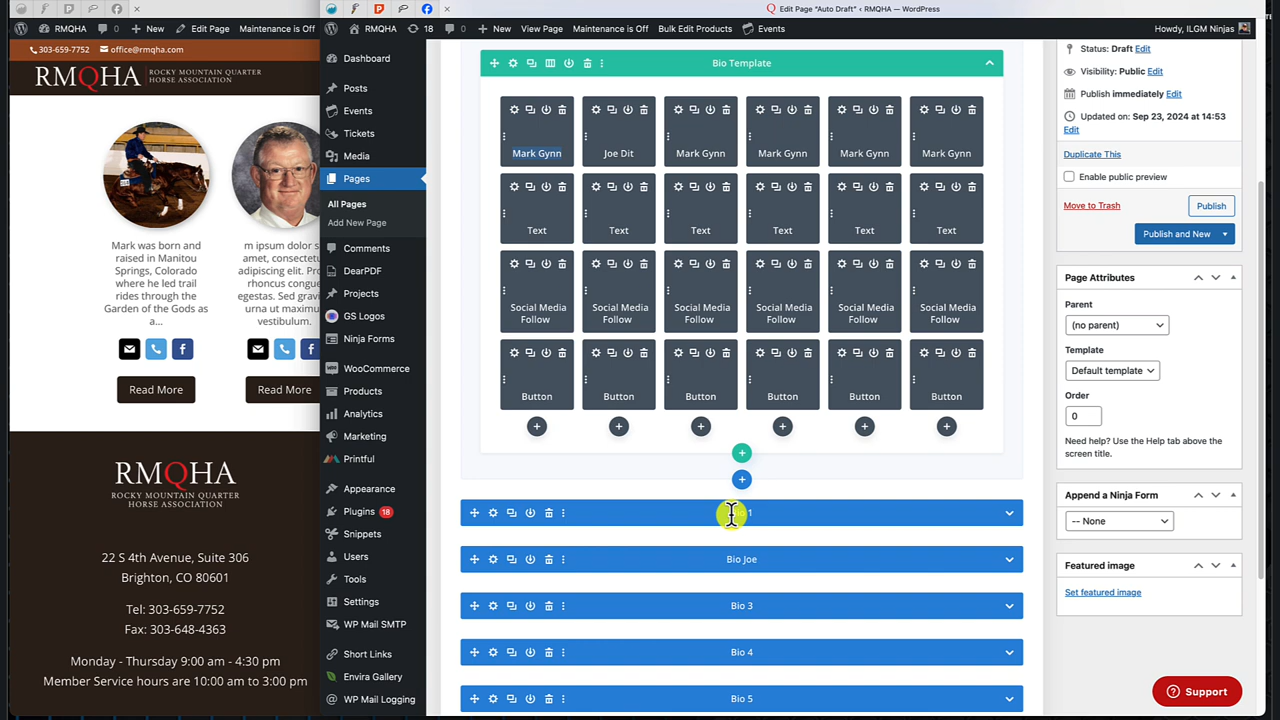 Edit Page "Auto Draft" ‹ RMQHA — WordPress
RMQHA
0
New
Edit Page
Maintenance is Off
RMQHA
18
0
New
View Page
Maintenance is Off
Bulk Edit Products
Events
Howdy, ILGM Ninjas
303-659-7752
office@rmqha.com
RMQHA
ROCKY MOUNTAIN QUARTER
HORSE ASSOCIATION
Mark was born and
raised in Manitou
Springs, Colorado
where he led trail
rides through the
Garden of the Gods as
a...
Read More
m ipsum dolor s
amet, consectetu
adipiscing elit. Pro
rhoncus congue
egestas. Sed gravi
ut urna maximu
vestibulum.
Read More
RMQHA
ROCKY MOUNTAIN QUARTER
HORSE ASSOCIATION
22 S 4th Avenue, Suite 306
Brighton, CO 80601
Tel: 303-659-7752
Fax: 303-648-4363
Monday - Thursday 9:00 am - 4:30 pm
Member Service hours are 10:00 am to 3:00 pm
Dashboard
Posts
Events
Tickets
Media
Pages
All Pages
Add New Page
Comments
DearPDF
Projects
GS Logos
Ninja Forms
WooCommerce
Products
Analytics
Marketing
Printful
Appearance
Plugins 18
Snippets
Users
Tools
Settings
WP Mail SMTP
Short Links
Envira Gallery
WP Mail Logging
Bio Template
Mark Gynn
Joe Dit
Mark Gynn
Mark Gynn
Mark Gynn
Mark Gynn
Text
Text
Text
Text
Text
Text
Social Media
Follow
Social Media
Follow
Social Media
Follow
Social Media
Follow
Social Media
Follow
Social Media
Follow
Button
Button
Button
Button
Button
Button
Bio 1
Bio Joe
Bio 3
Bio 4
Bio 5
Status: Draft Edit
Visibility: Public Edit
Publish immediately Edit
Updated on: Sep 23, 2024 at 14:53
Edit
Duplicate This
Enable public preview
Move to Trash
Publish
Publish and New
Page Attributes
Parent
(no parent)
Template
Default template
Order
0
Need help? Use the Help tab above the
screen title.
Append a Ninja Form
-- None
Featured image
Set featured image
Support